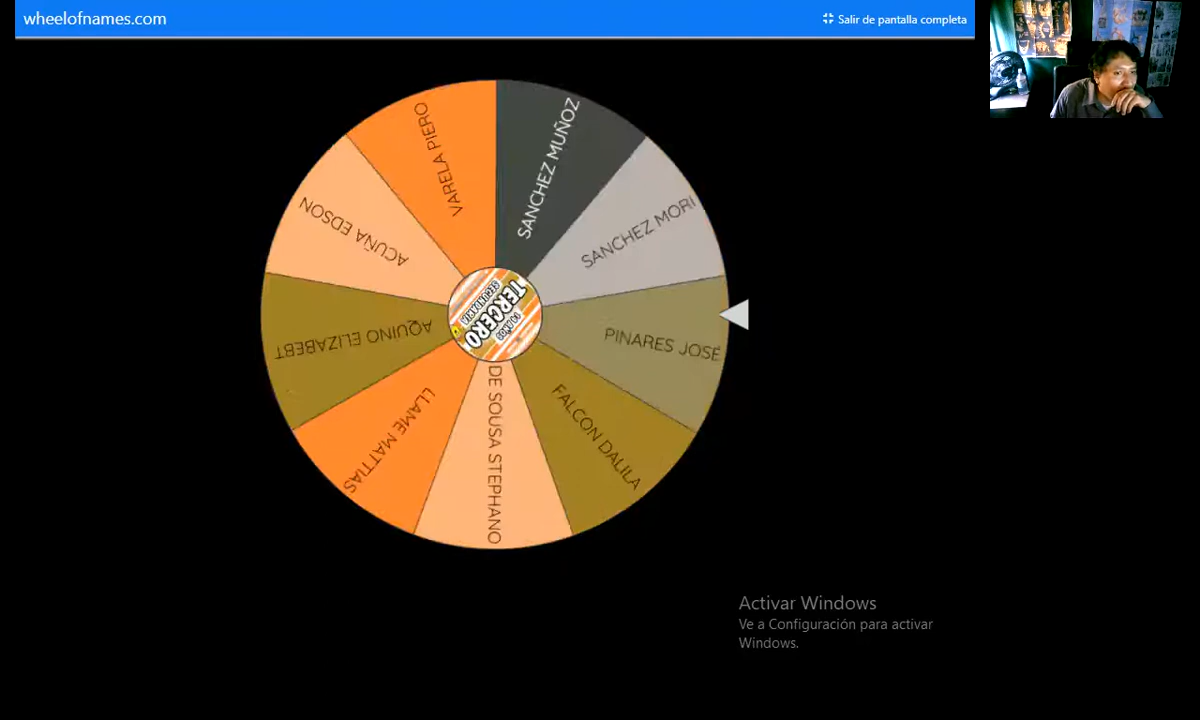 wheelofnames.com
Salir de pantalla completa
SANCHEZ MUÑOZ
SANCHEZ MORI
PINARES JOSÉ
FALCON DALILA
DE SOUSA STEPHANO
LLAME MATTIAS
AQUINO ELIZABEBT
ACUÑA EDSON
VARELA PIERO
TERCERO
SECUNDARIA
Activar Windows
Ve a Configuración para activar
Windows.